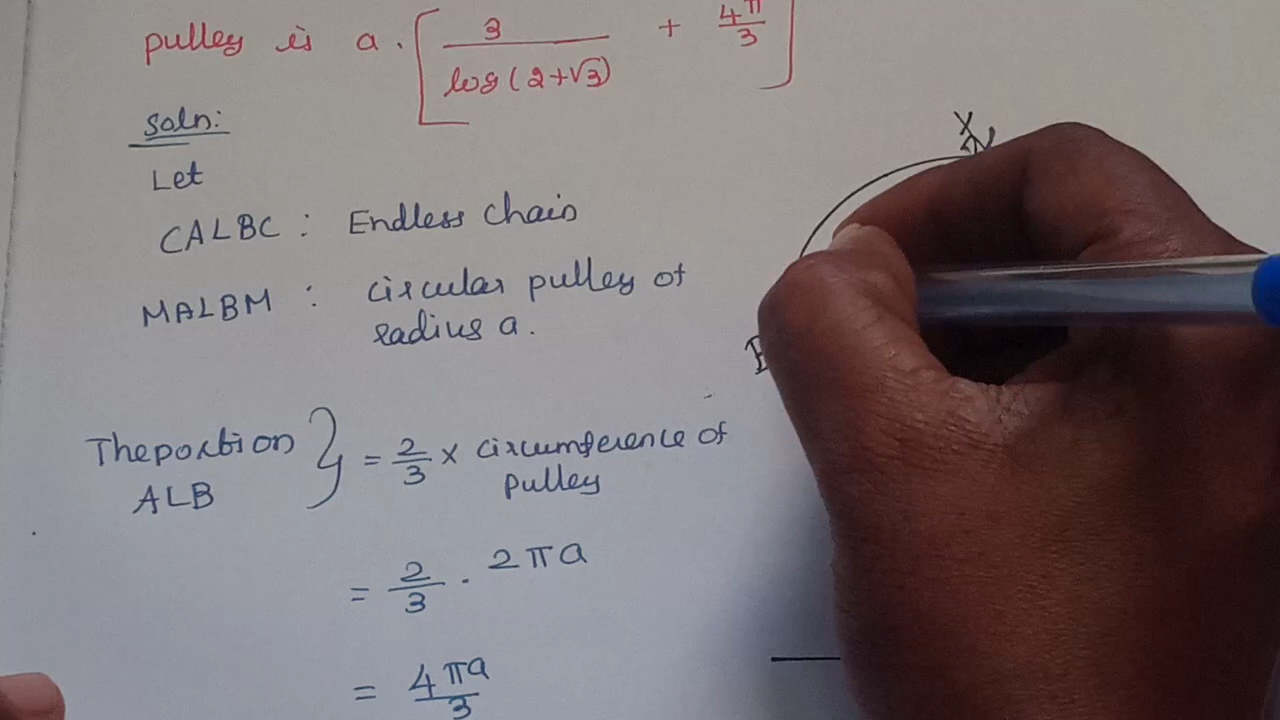 pulley is a . [ 3 / log(2+√3) + 4π/3 ]
Soln:
Let
CALBC : Endless Chain
MALBM : circular pulley of
radius a.
The portion ALB } = 2/3 × circumference of
pulley
= 2/3 . 2πa
= 4πa/3